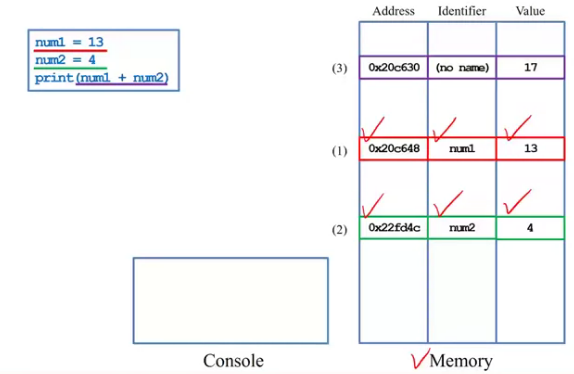 num1 = 13
num2 = 4
print(num1 + num2)
Address Identifier Value
(3) 0x20c630 (no name) 17
(1) 0x20c648 num1 13
(2) 0x22fd4c num2 4
Console
Memory